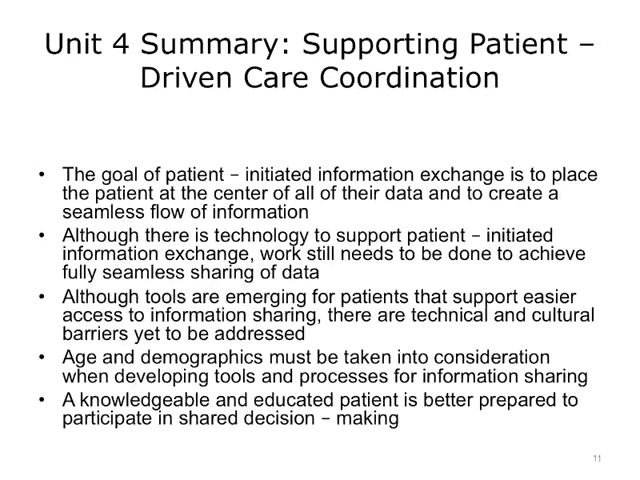 Unit 4 Summary: Supporting Patient –
Driven Care Coordination
• The goal of patient – initiated information exchange is to place
the patient at the center of all of their data and to create a
seamless flow of information
• Although there is technology to support patient – initiated
information exchange, work still needs to be done to achieve
fully seamless sharing of data
• Although tools are emerging for patients that support easier
access to information sharing, there are technical and cultural
barriers yet to be addressed
• Age and demographics must be taken into consideration
when developing tools and processes for information sharing
• A knowledgeable and educated patient is better prepared to
participate in shared decision – making
11